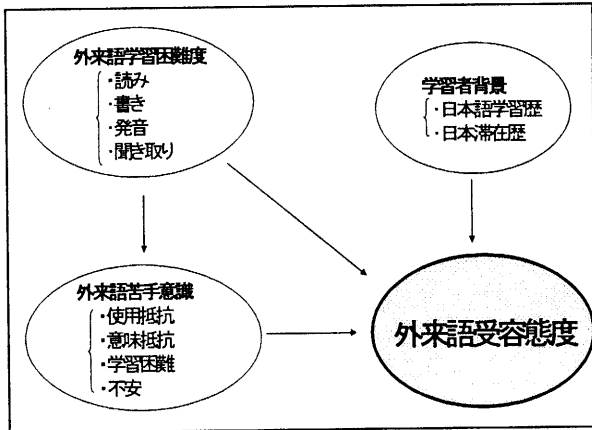 外来語学習困難度
・読み
・書き
・発音
・聞き取り
学習者背景
・日本語学習歴
・日本滞在歴
外来語苦手意識
・使用抵抗
・意味抵抗
・学習困難
・不安
外来語受容態度